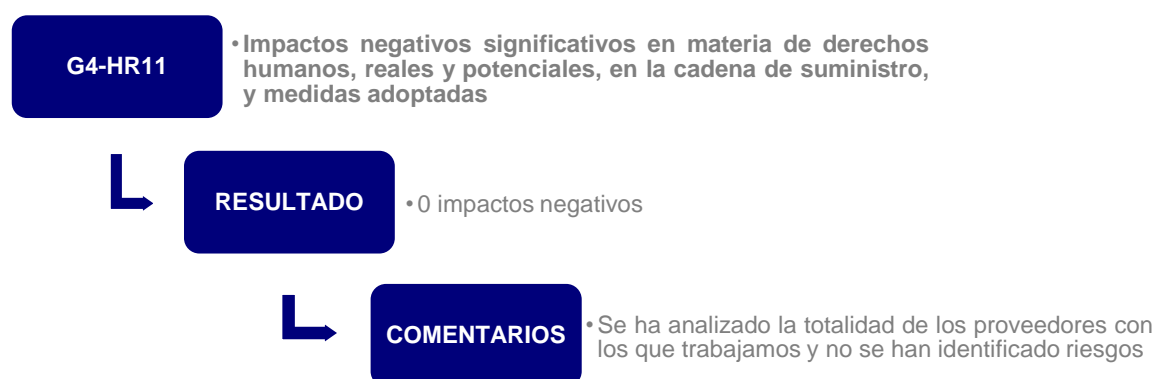 G4-HR11
• Impactos negativos significativos en materia de derechos
humanos, reales y potenciales, en la cadena de suministro,
y medidas adoptadas
RESULTADO
• 0 impactos negativos
COMENTARIOS
• Se ha analizado la totalidad de los proveedores con
los que trabajamos y no se han identificado riesgos